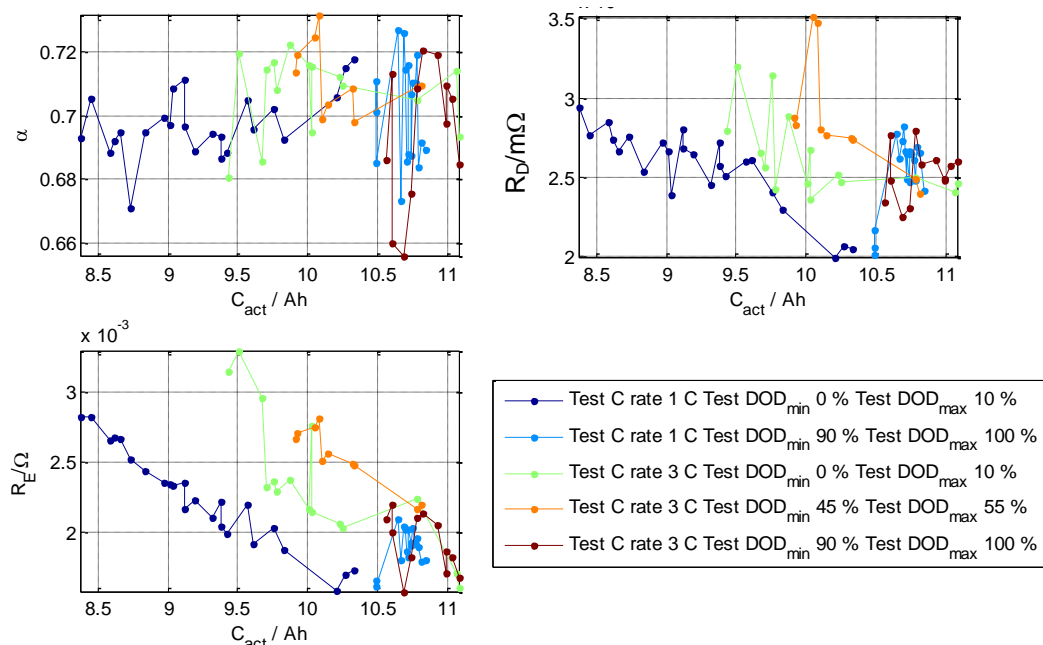 0.72
0.7
0.68
0.66
α
8.5 9 9.5 10 10.5 11
C_act / Ah
3.5
3
2.5
2
R_D/mΩ
8.5 9 9.5 10 10.5 11
C_act / Ah
x 10^-3
3
2.5
2
R_E/Ω
8.5 9 9.5 10 10.5 11
C_act / Ah
Test C rate 1 C Test DOD_min 0 % Test DOD_max 10 %
Test C rate 1 C Test DOD_min 90 % Test DOD_max 100 %
Test C rate 3 C Test DOD_min 0 % Test DOD_max 10 %
Test C rate 3 C Test DOD_min 45 % Test DOD_max 55 %
Test C rate 3 C Test DOD_min 90 % Test DOD_max 100 %